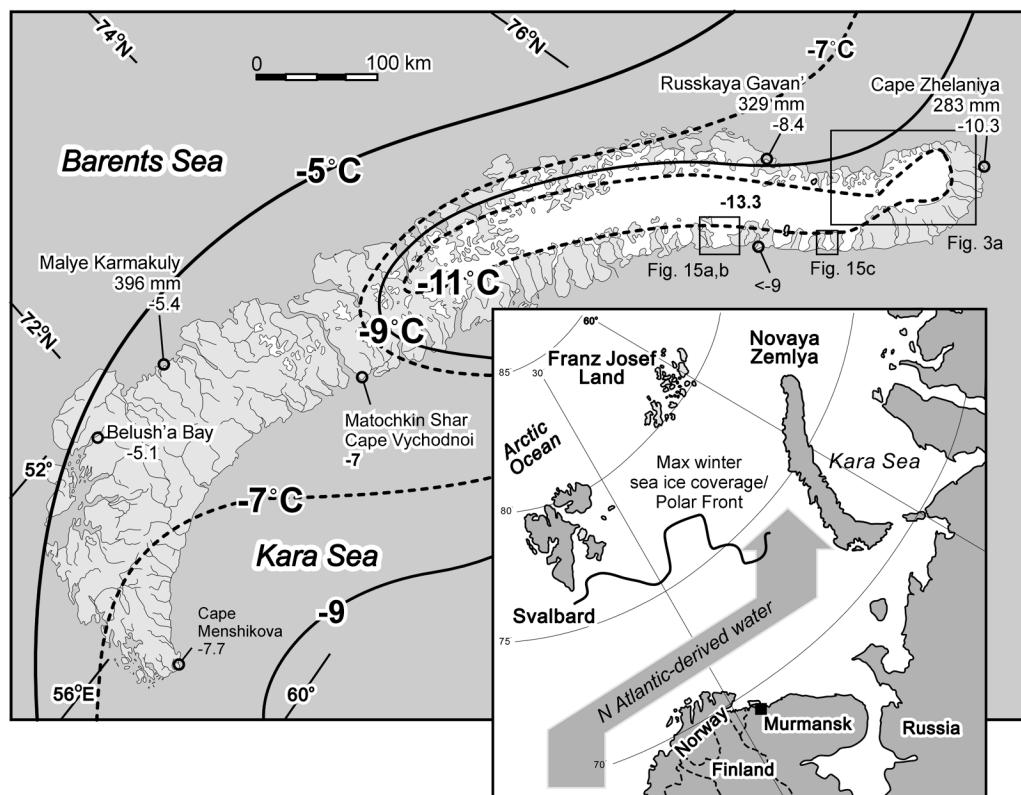 74°N
76°N
-7°C
0 100 km
Russkaya Gavan'
329 mm
-8.4
Cape Zhelaniya
283 mm
-10.3
Barents Sea
-5°C
-13.3
Fig. 3a
Malye Karmakuly
396 mm
-5.4
-11°C
Fig. 15a,b
<-9
Fig. 15c
72°N
-9°C
Matochkin Shar
Cape Vychodnoi
-7
Belush'a Bay
-5.1
52°
-7°C
Kara Sea
-9
Cape
Menshikova
-7.7
56°E
60°
60°
Novaya
Zemlya
Franz Josef
Land
85
30
Arctic
Ocean
Kara Sea
Max winter
sea ice coverage/
Polar Front
80
Svalbard
75
N Atlantic-derived water
Norway
Murmansk
Russia
70
Finland